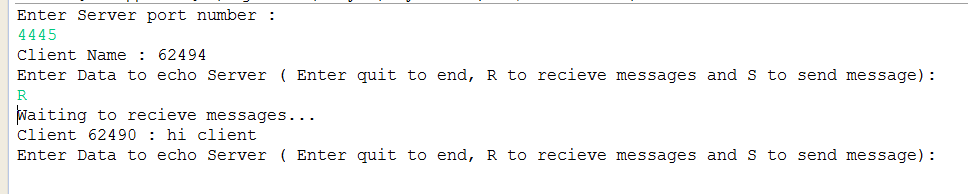 Enter Server port number :
4445
Client Name : 62494
Enter Data to echo Server ( Enter quit to end, R to recieve messages and S to send message):
R
Waiting to recieve messages...
Client 62490 : hi client
Enter Data to echo Server ( Enter quit to end, R to recieve messages and S to send message):